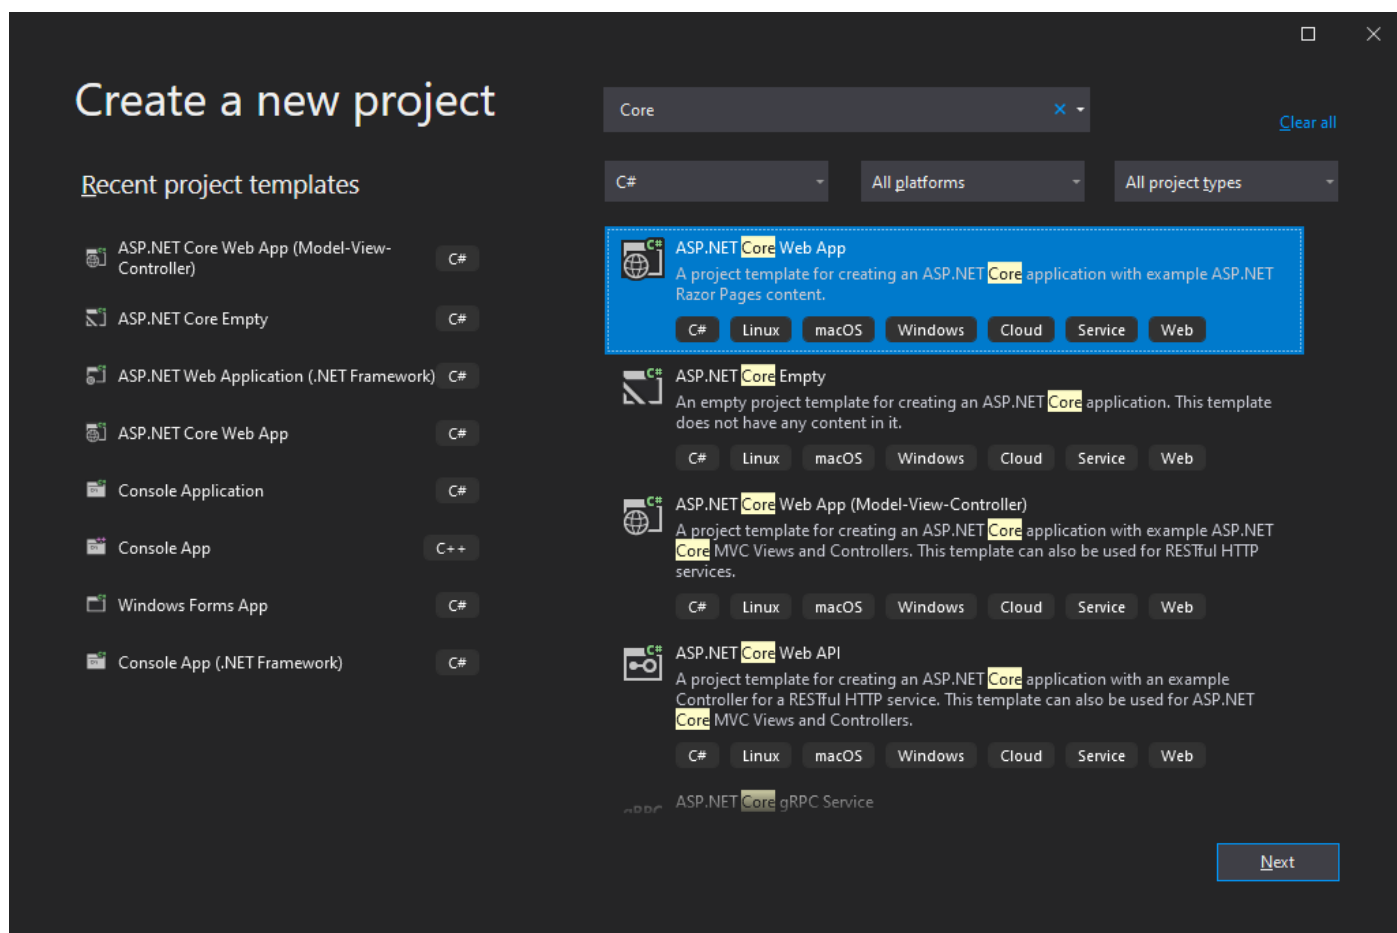 Create a new project
Core
Clear all
C#
All platforms
All project types
Recent project templates
ASP.NET Core Web App (Model-View-
Controller)
C#
ASP.NET Core Empty
C#
ASP.NET Web Application (.NET Framework)
C#
ASP.NET Core Web App
C#
Console Application
C#
Console App
C++
Windows Forms App
C#
Console App (.NET Framework)
C#
ASP.NET Core Web App
A project template for creating an ASP.NET Core application with example ASP.NET
Razor Pages content.
C# Linux macOS Windows Cloud Service Web
ASP.NET Core Empty
An empty project template for creating an ASP.NET Core application. This template
does not have any content in it.
C# Linux macOS Windows Cloud Service Web
ASP.NET Core Web App (Model-View-Controller)
A project template for creating an ASP.NET Core application with example ASP.NET
Core MVC Views and Controllers. This template can also be used for RESTful HTTP
services.
C# Linux macOS Windows Cloud Service Web
ASP.NET Core Web API
A project template for creating an ASP.NET Core application with an example
Controller for a RESTful HTTP service. This template can also be used for ASP.NET
Core MVC Views and Controllers.
C# Linux macOS Windows Cloud Service Web
gRPC
ASP.NET Core gRPC Service
Next